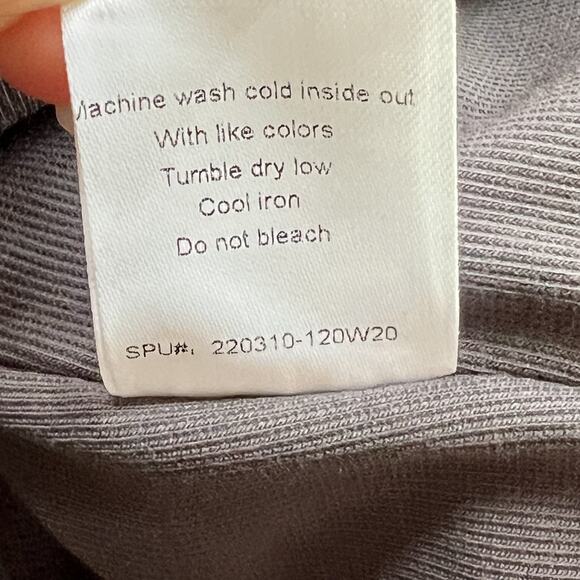 Machine wash cold inside out
With like colors
Tumble dry low
Cool iron
Do not bleach
SPU#: 220310-120W20